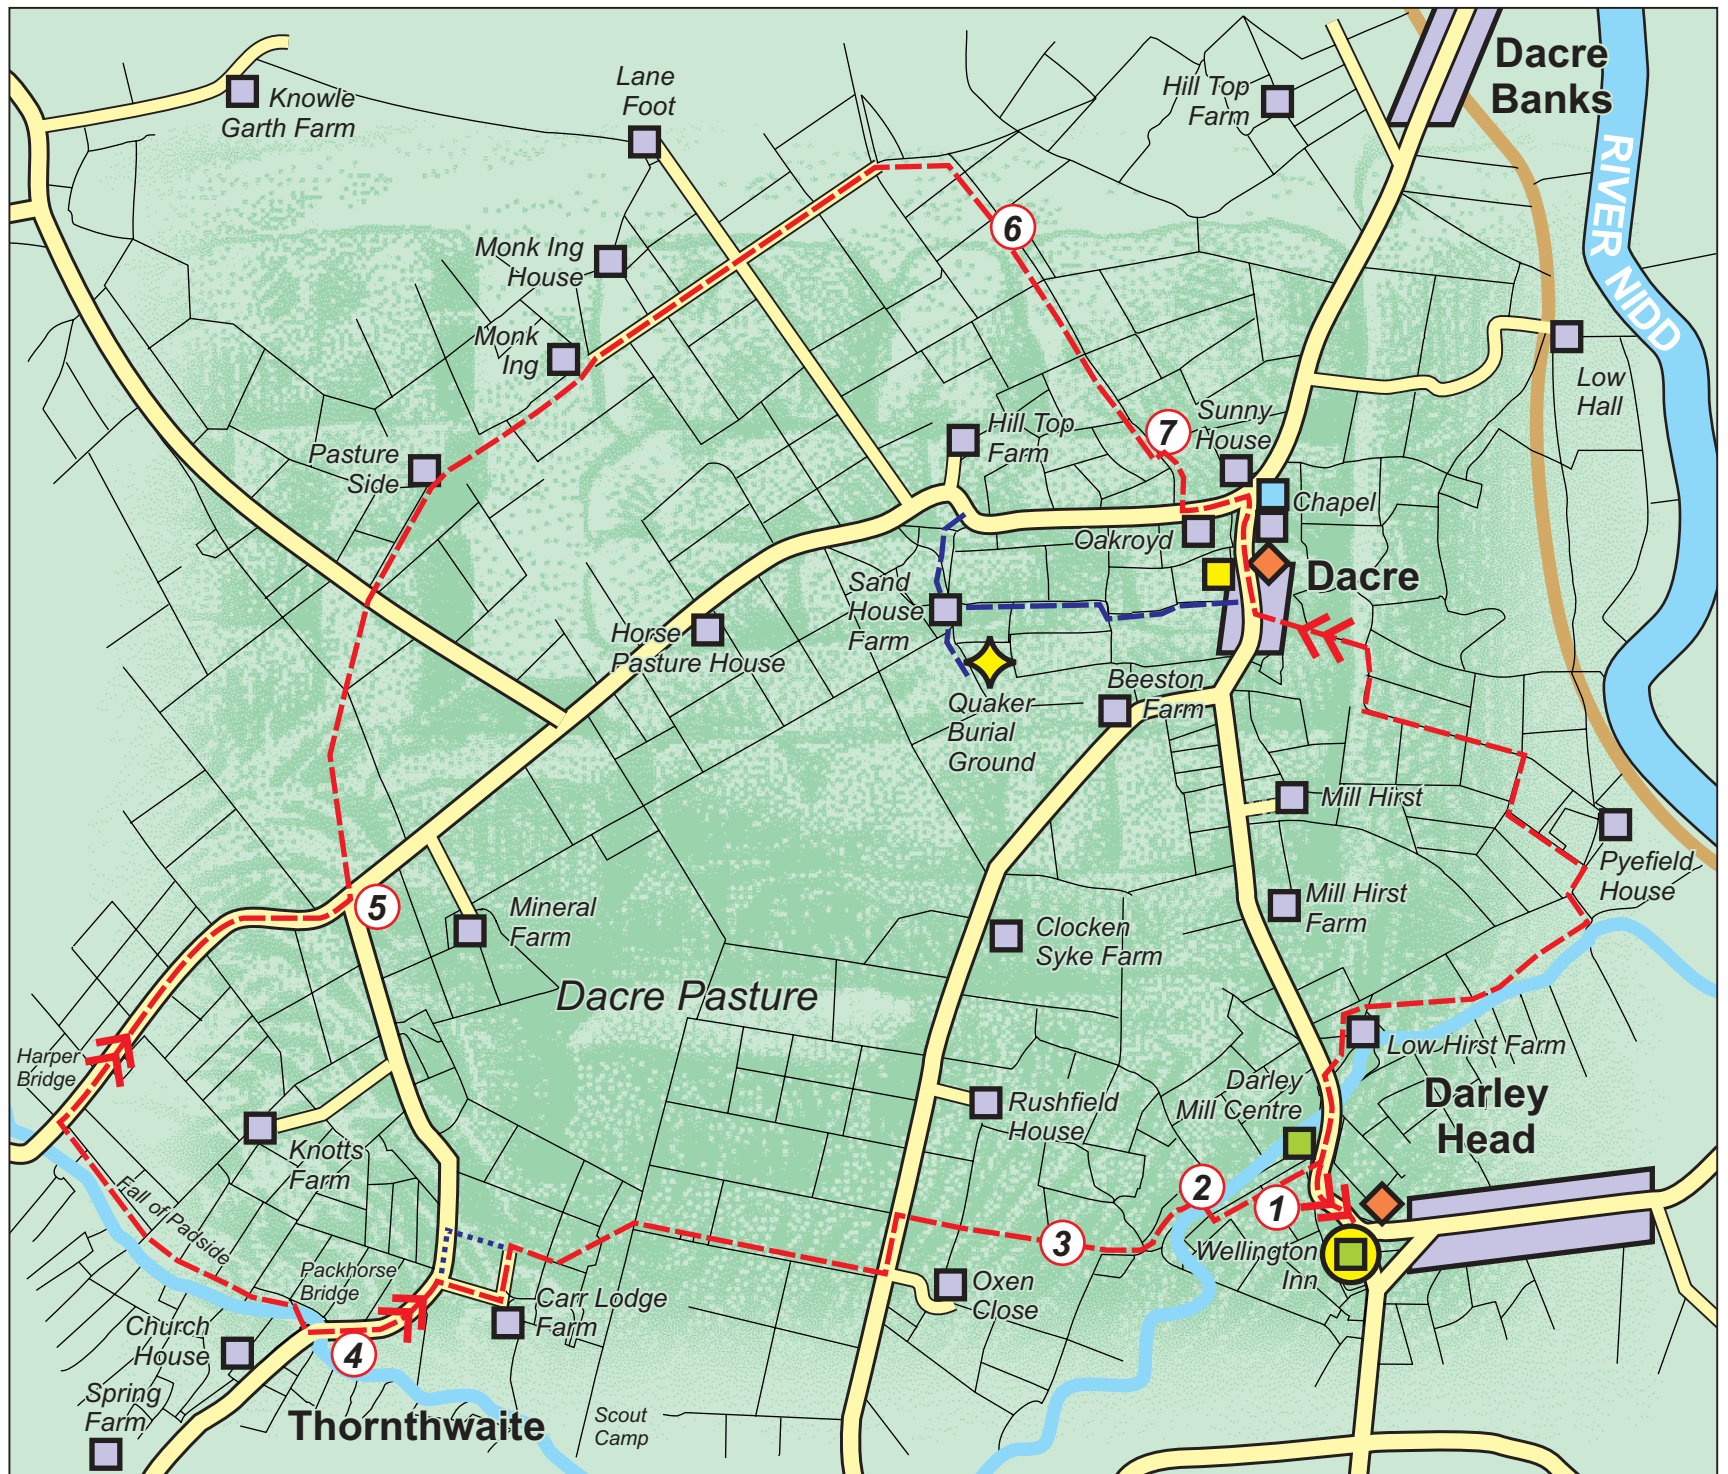 Dacre
Banks
RIVER NIDD
Knowle
Garth Farm
Lane
Foot
Hill Top
Farm
Monk Ing
House
6
Monk
Ing
Low
Hall
Pasture
Side
Hill Top
Farm
7
Sunny
House
Chapel
Oakroyd
Sand
House
Farm
Dacre
Horse
Pasture House
Quaker
Burial
Ground
Beeston
Farm
Mill Hirst
Pyefield
House
5
Mineral
Farm
Mill Hirst
Farm
Clocken
Syke Farm
Dacre Pasture
Harper
Bridge
Low Hirst Farm
Darley
Mill Centre
Darley
Head
Rushfield
House
Knotts
Farm
Fall of Padside
2
1
3
Wellington
Inn
Packhorse
Bridge
Carr Lodge
Farm
Oxen
Close
Church
House
4
Spring
Farm
Thornthwaite
Scout
Camp